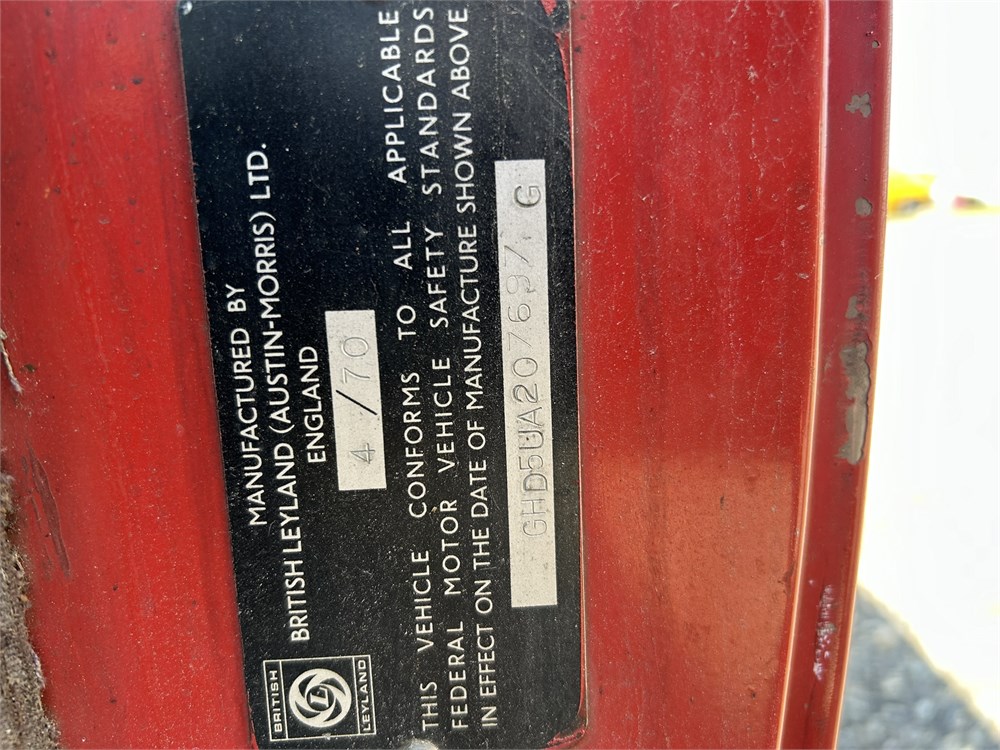 MANUFACTURED BY
BRITISH LEYLAND (AUSTIN-MORRIS) LTD.
ENGLAND
4/70
THIS VEHICLE CONFORMS TO ALL APPLICABLE
FEDERAL MOTOR VEHICLE SAFETY STANDARDS
IN EFFECT ON THE DATE OF MANUFACTURE SHOWN ABOVE
GHD5UA207697 G
BRITISH
L
LEYLAND